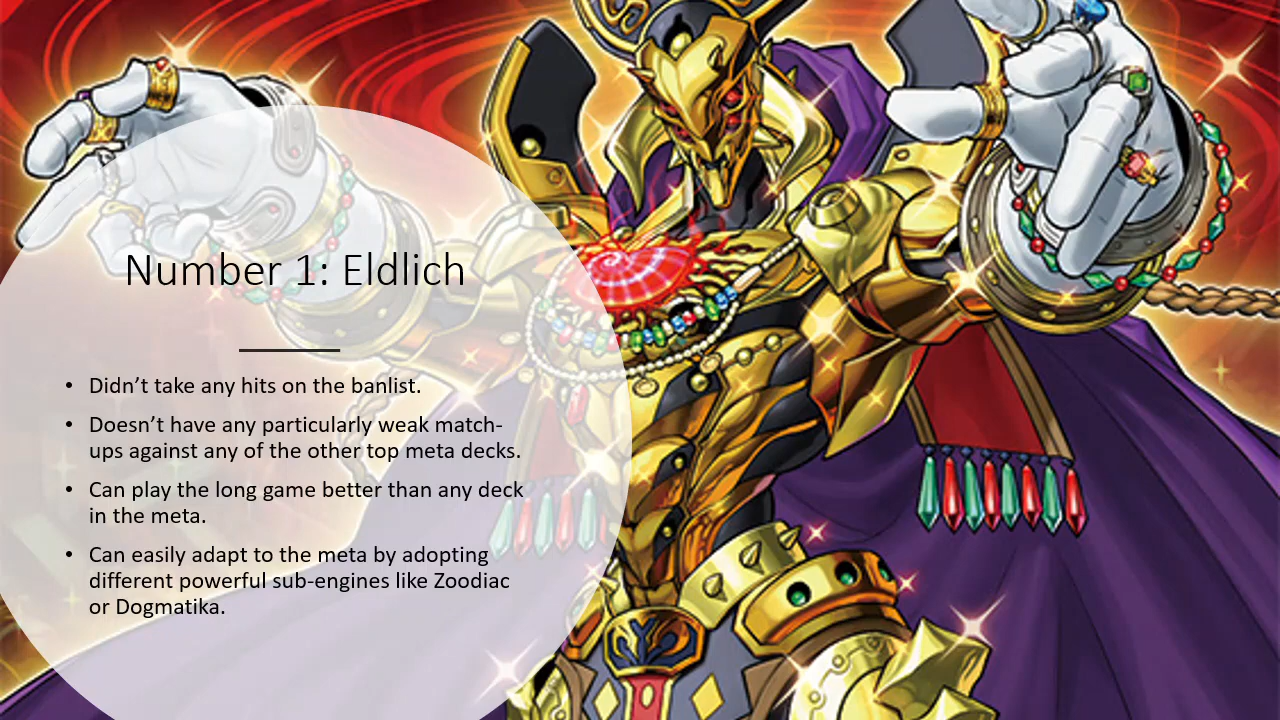 Number 1: Eldlich
• Didn’t take any hits on the banlist.
• Doesn’t have any particularly weak match-
ups against any of the other top meta decks.
• Can play the long game better than any deck
in the meta.
• Can easily adapt to the meta by adopting
different powerful sub-engines like Zoodiac
or Dogmatika.